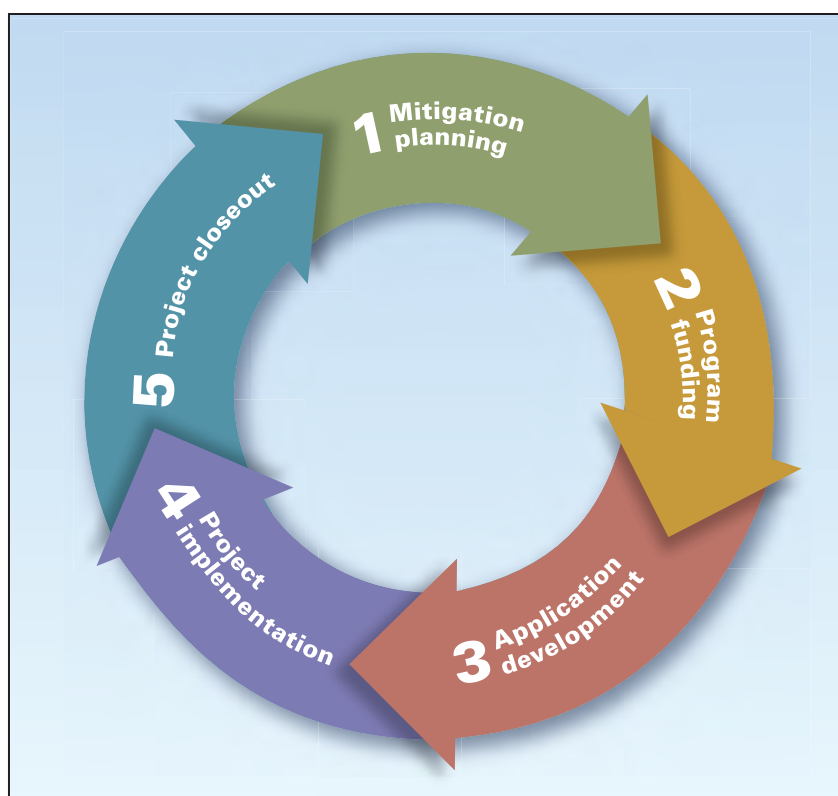 1 Mitigation
planning
2 Program
funding
3 Application
development
4 Project
implementation
5 Project closeout